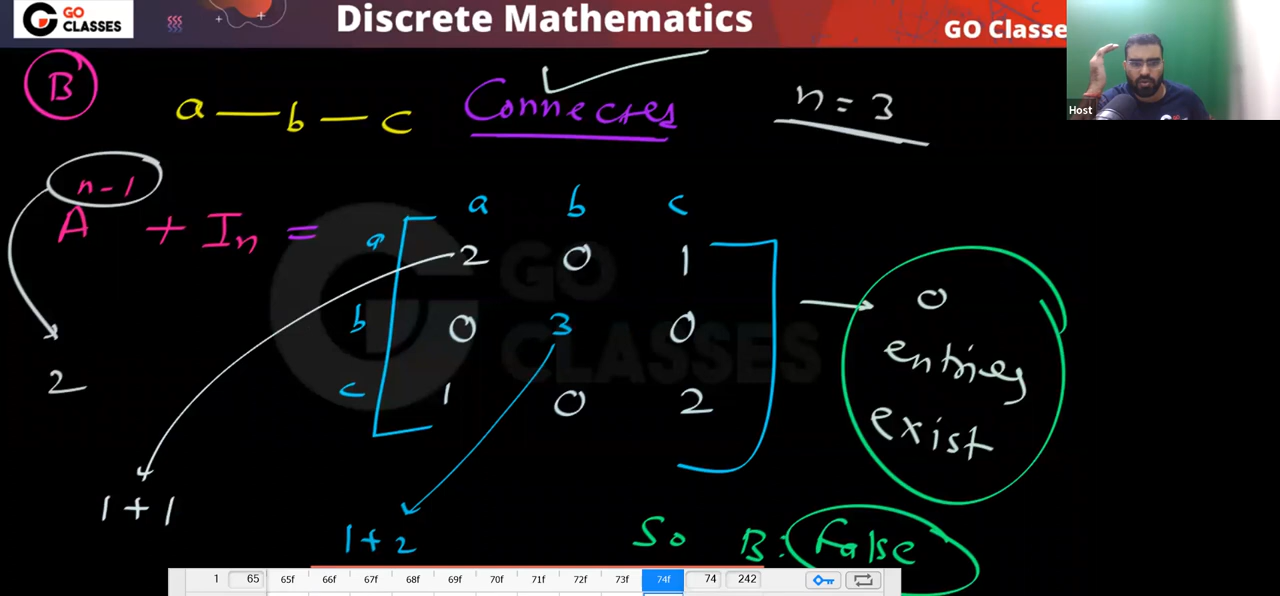 GO CLASSES
Discrete Mathematics
GO Classe
B
a — b — c Connectes n = 3
Host
n-1
A + In =
a b c
a 2 0 1
b 0 3 0
c 1 0 2
GO CLASSES
2
0
entries
exist
1 + 1
1 + 2
So B: False
1 65 65f 66f 67f 68f 69f 70f 71f 72f 73f 74f 74 242